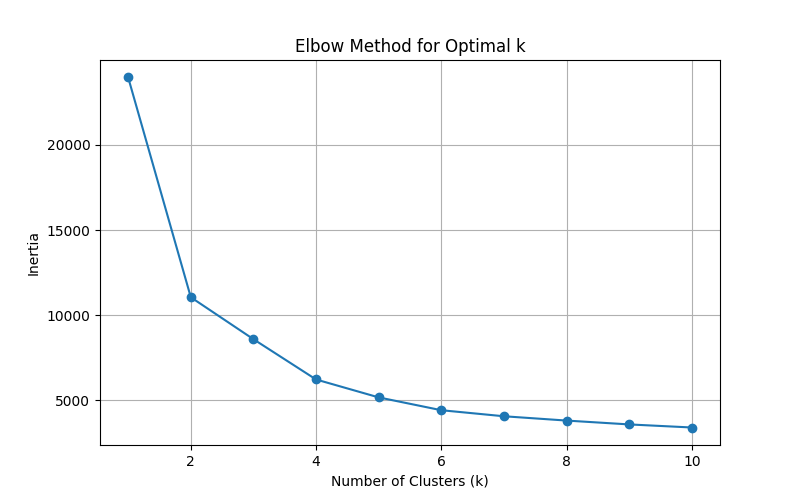 Elbow Method for Optimal k
20000
15000
10000
5000
Inertia
2 4 6 8 10
Number of Clusters (k)